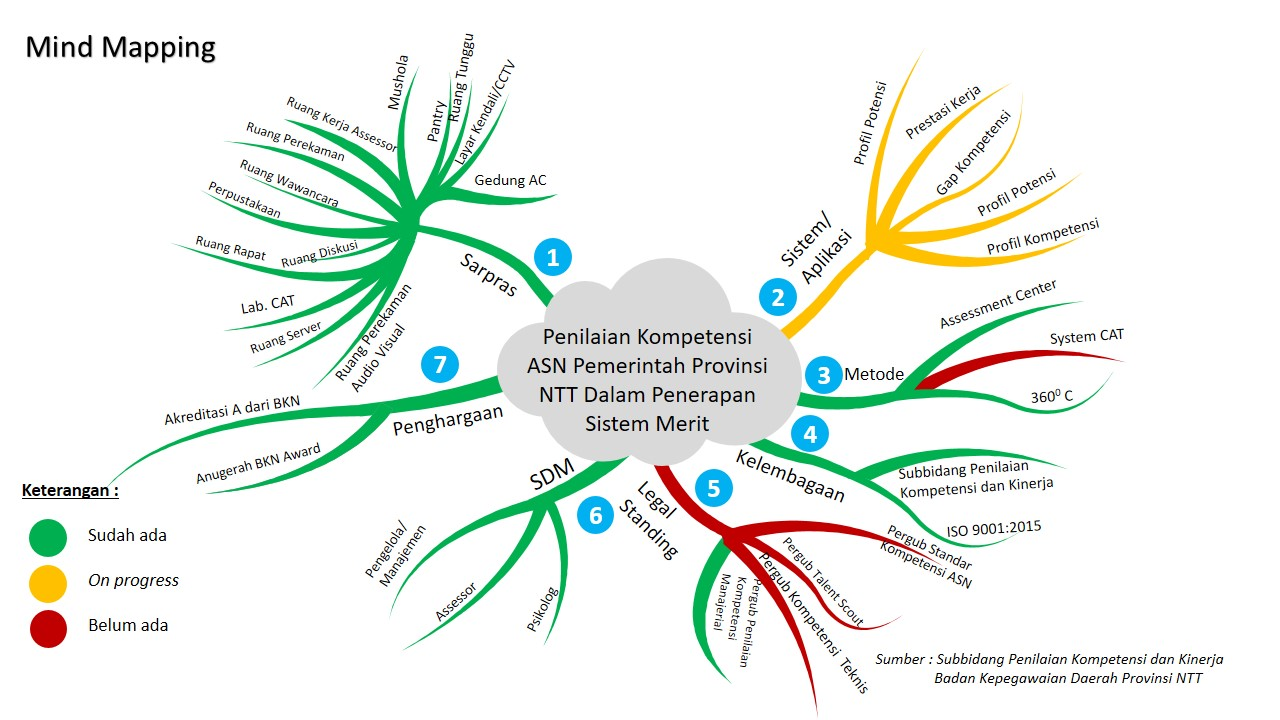 Mind Mapping
Mushola
Pantry
Ruang Tunggu
Layar Kendali/CCTV
Gedung AC
Ruang Kerja Assessor
Ruang Perekaman
Ruang Wawancara
Perpustakaan
Ruang Rapat
Ruang Diskusi
Lab. CAT
Ruang Server
Ruang Perekaman
Audio Visual
Sarpras
1
2
Sistem/
Aplikasi
Profil Potensi
Prestasi Kerja
Gap Kompetensi
Profil Potensi
Profil Kompetensi
Penilaian Kompetensi
ASN Pemerintah Provinsi
NTT Dalam Penerapan
Sistem Merit
3
Metode
Assessment Center
System CAT
360⁰ C
4
Kelembagaan
Subbidang Penilaian
Kompetensi dan Kinerja
ISO 9001:2015
5
Legal
Standing
Pergub Standar
Kompetensi ASN
Pergub Talent Scout
Pergub Kompetensi Teknis
Pergub Penilaian
Kompetensi
Manajerial
6
SDM
Pengelola/
Manajemen
Assessor
Psikolog
7
Penghargaan
Akreditasi A dari BKN
Anugerah BKN Award
Keterangan :
Sudah ada
On progress
Belum ada
Sumber : Subbidang Penilaian Kompetensi dan Kinerja
Badan Kepegawaian Daerah Provinsi NTT